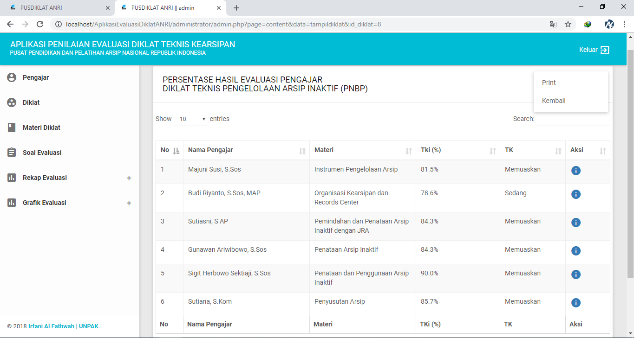 PUSDIKLAT ANRI
PUSDIKLAT ANRI || admin
localhost/AplikasiEvaluasiDiklatANRI/administrator/admin.php?page=content&data=tampildiklat&id_diklat=6
APLIKASI PENILAIAN EVALUASI DIKLAT TEKNIS KEARSIPAN
PUSAT PENDIDIKAN DAN PELATIHAN ARSIP NASIONAL REPUBLIK INDONESIA
Keluar
Pengajar
Diklat
Materi Diklat
Soal Evaluasi
Rekap Evaluasi +
Grafik Evaluasi +
© 2018 Irfani Al Fathwah | UNPAK
PERSENTASE HASIL EVALUASI PENGAJAR
DIKLAT TEKNIS PENGELOLAAN ARSIP INAKTIF (PNBP)
Print
Kembali
Show 10 entries
Search:
No Nama Pengajar Materi TKi (%) TK Aksi
1 Majuni Susi, S.Sos Instrumen Pengelolaan Arsip 81.5% Memuaskan
2 Budi Riyanto, S.Sos, MAP Organisasi Kearsipan dan Records Center 78.6% Sedang
3 Sutiasni, S AP Pemindahan dan Penataan Arsip Inaktif dengan JRA 84.3% Memuaskan
4 Gunawan Ariwibowo, S.Sos Penataan Arsip Inaktif 84.3% Memuaskan
5 Sigit Herbowo Sektiaji, S.Sos Penataan dan Penggunaan Arsip Inaktif 90.0% Memuaskan
6 Sutiana, S.Kom Penyusutan Arsip 85.7% Memuaskan
No Nama Pengajar Materi TKi (%) TK Aksi